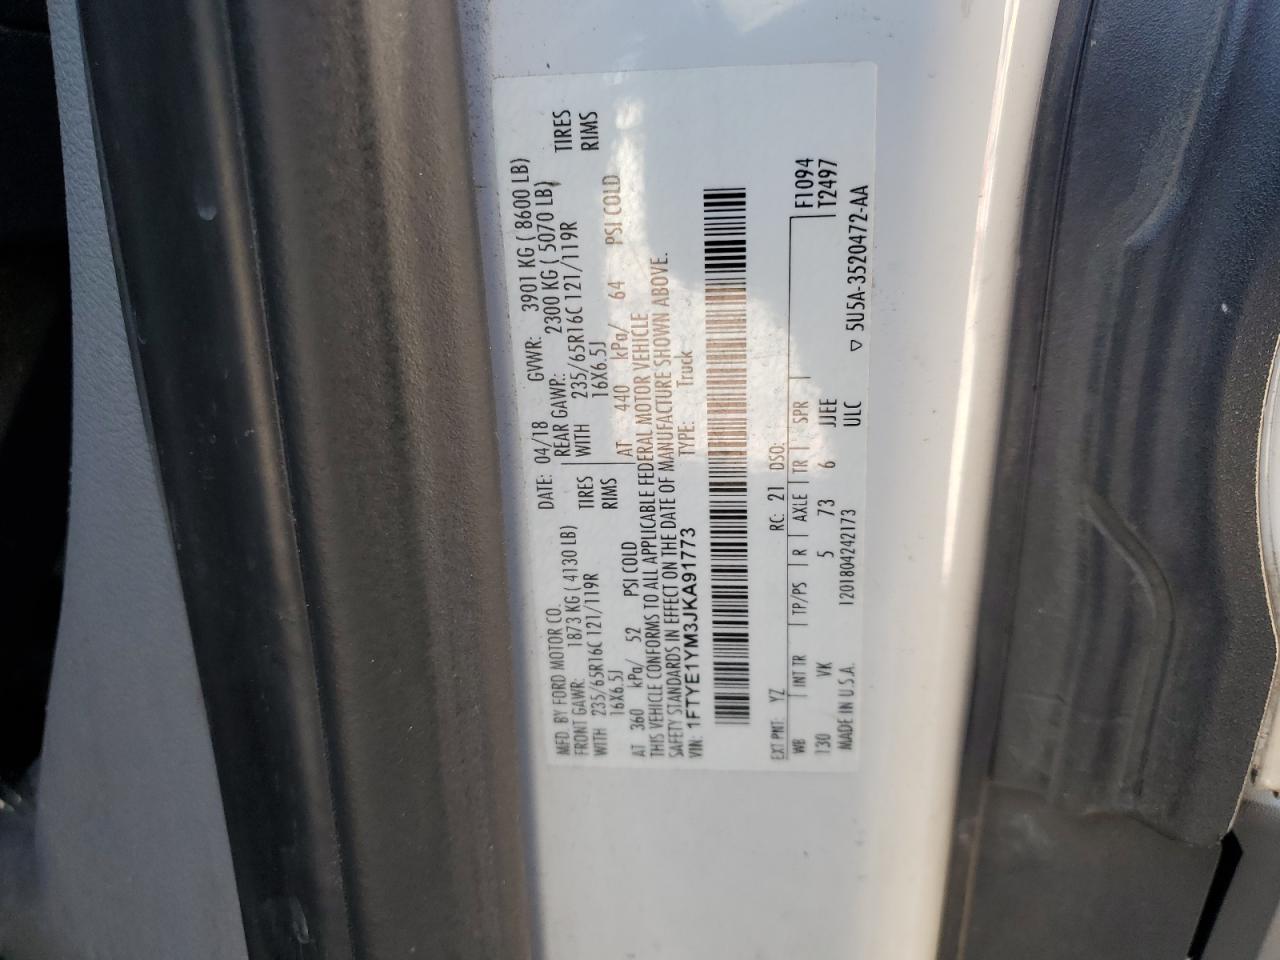 MFD. BY FORD MOTOR CO.
DATE: 04/18 GVWR: 3901 KG ( 8600 LB)
FRONT GAWR: 1873 KG ( 4130 LB) REAR GAWR: 2300 KG ( 5070 LB)
WITH 235/65R16C 121/119R TIRES WITH 235/65R16C 121/119R TIRES
16X6.5J RIMS 16X6.5J RIMS
AT 360 kPa/ 52 PSI COLD AT 440 kPa/ 64 PSI COLD
THIS VEHICLE CONFORMS TO ALL APPLICABLE FEDERAL MOTOR VEHICLE
SAFETY STANDARDS IN EFFECT ON THE DATE OF MANUFACTURE SHOWN ABOVE.
VIN: 1FTYE1YM3JKA91773 TYPE: Truck
EXT PNT: YZ RC: 21 DSO:
WB INT TR TP/PS R AXLE TR SPR F1094
130 VK 5 73 6 JJEE T2497
MADE IN U.S.A. 1201804242173 ULC ▽ 5U5A-3520472-AA